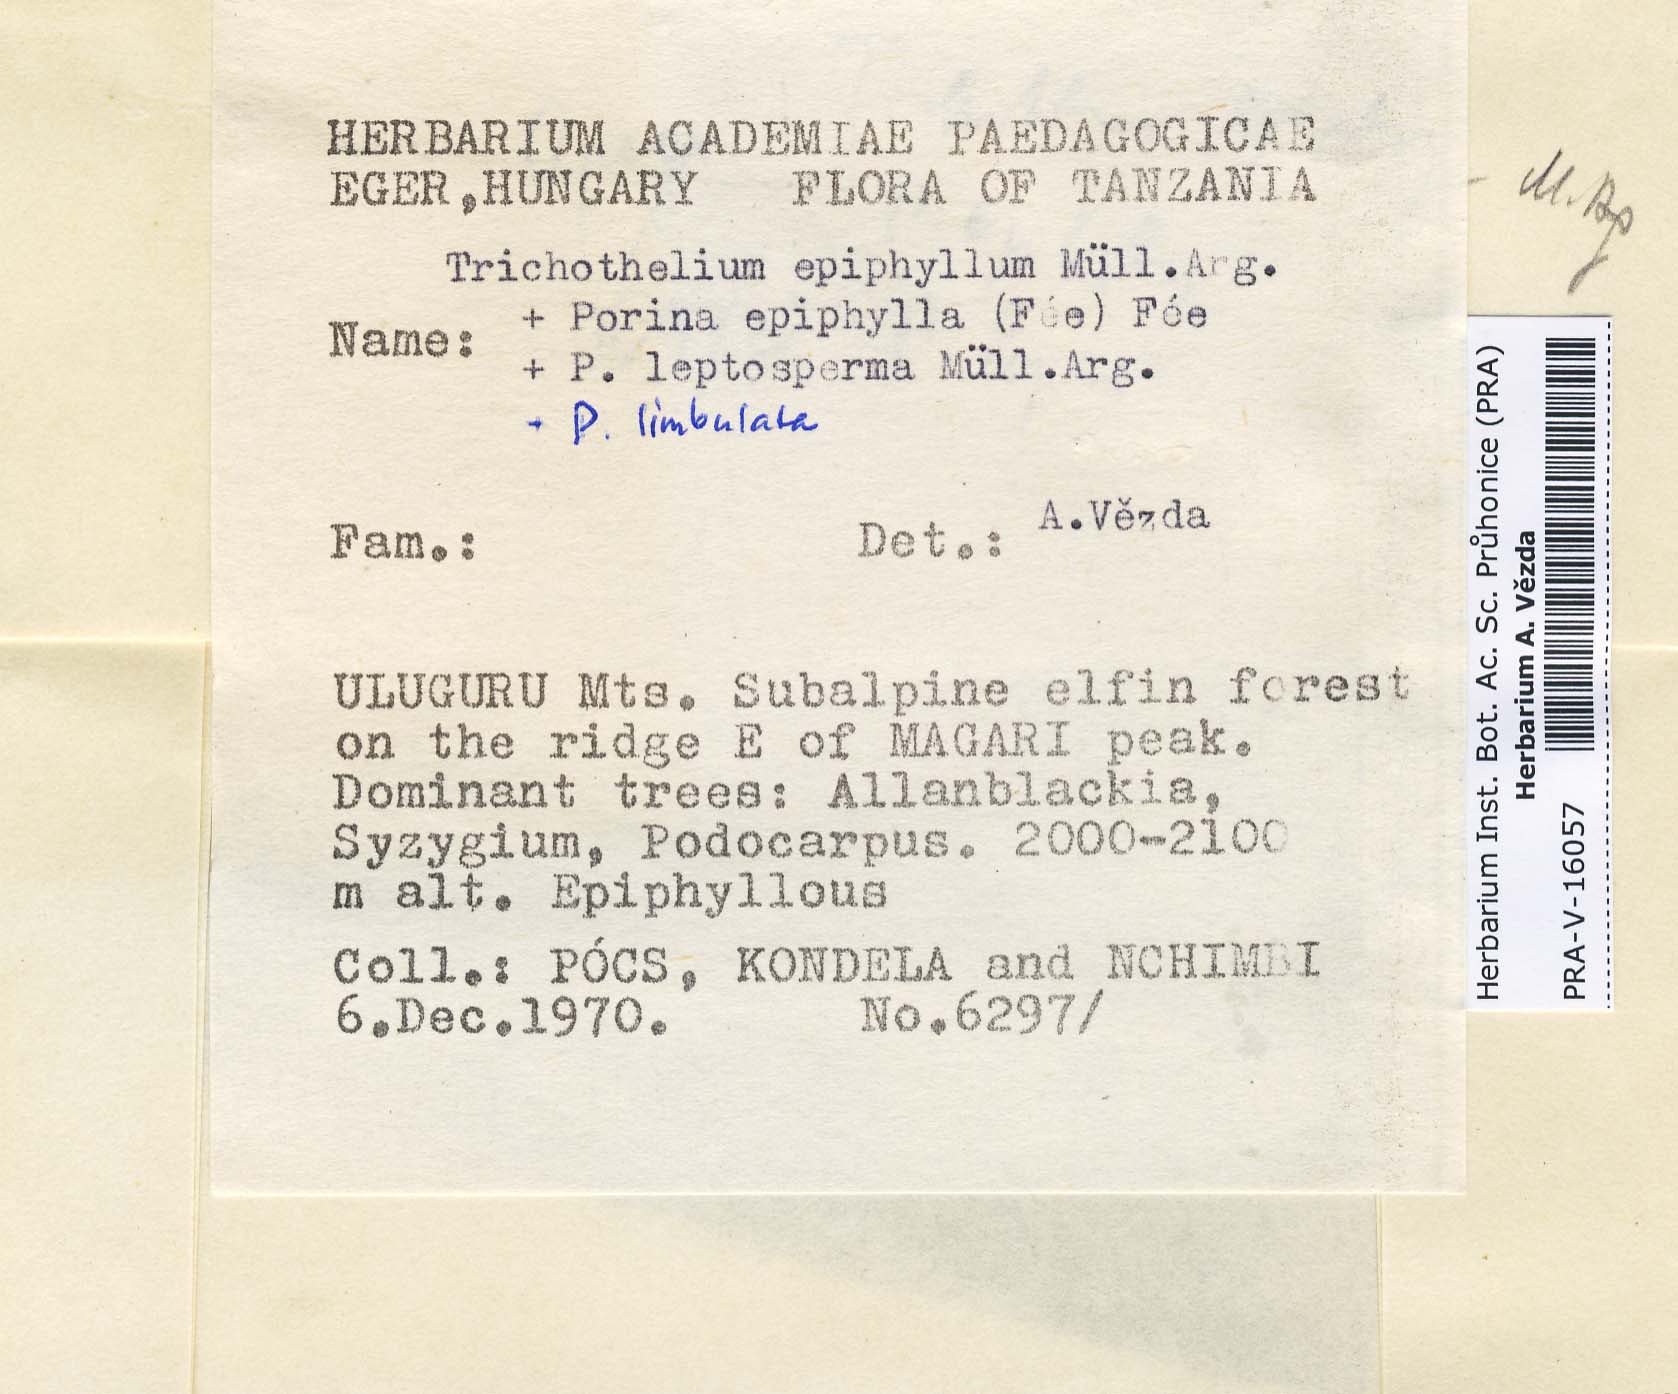 HERBARIUM ACADEMIAE PAEDAGOGICAE
EGER,HUNGARY FLORA OF TANZANIA
Trichothelium epiphyllum Müll.Arg.
+ Porina epiphylla (Fée) Fée
Name:
+ P. leptosperma Müll.Arg.
+ P. limbulata
Fam.: Det.: A.Vězda
ULUGURU Mts. Subalpine elfin forest
on the ridge E of MAGARI peak.
Dominant trees: Allanblackia,
Syzygium, Podocarpus. 2000-2100
m alt. Epiphyllous
Coll.: PÓCS, KONDELA and NCHIMBI
6.Dec.1970. No.6297/
Herbarium Inst. Bot. Ac. Sc. Průhonice (PRA)
Herbarium A. Vězda
PRA-V-16057